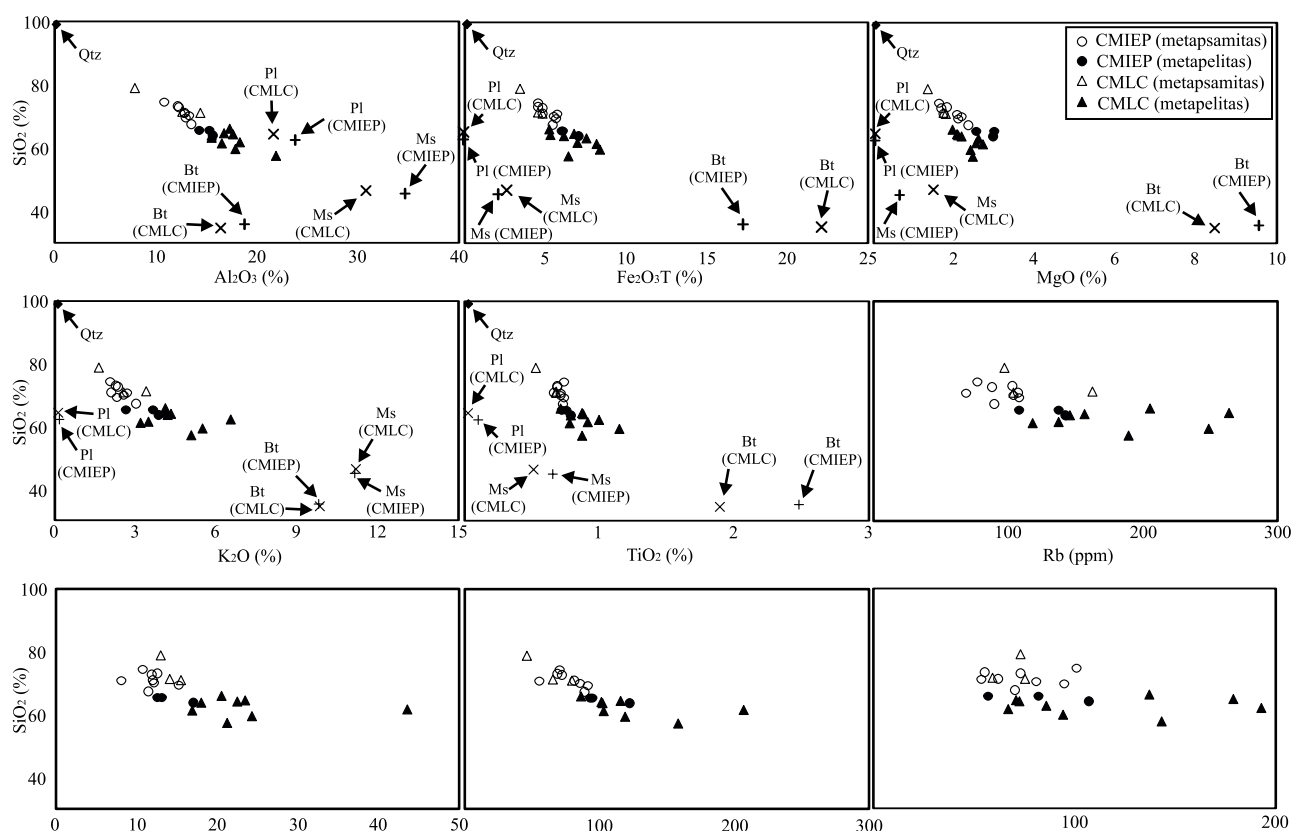 100
80
60
40
SiO2 (%)
Qtz
Pl
(CMLC)
Pl
(CMIEP)
Ms
(CMIEP)
Bt
(CMIEP)
Bt
(CMLC)
Ms
(CMLC)
0
10
20
30
40
Al2O3 (%)
Qtz
Pl
(CMLC)
Pl (CMIEP)
Ms
(CMLC)
Ms (CMIEP)
Bt
(CMIEP)
Bt
(CMLC)
5
10
15
20
25
Fe2O3T (%)
CMIEP (metapsamitas)
CMIEP (metapelitas)
CMLC (metapsamitas)
CMLC (metapelitas)
Qtz
Pl
(CMLC)
Pl (CMIEP)
Ms
(CMLC)
Ms (CMIEP)
Bt
(CMLC)
Bt
(CMIEP)
2
4
6
8
10
MgO (%)
100
80
60
40
SiO2 (%)
Qtz
Pl
(CMLC)
Pl
(CMIEP)
Bt
(CMIEP)
Bt
(CMLC)
Ms
(CMLC)
Ms
(CMIEP)
0
3
6
9
12
15
K2O (%)
Qtz
Pl
(CMLC)
Pl
(CMIEP)
Ms
(CMLC)
Ms
(CMIEP)
Bt
(CMLC)
Bt
(CMIEP)
1
2
3
TiO2 (%)
100
200
300
Rb (ppm)
100
80
60
40
SiO2 (%)
0
10
20
30
40
50
100
200
300
100
200